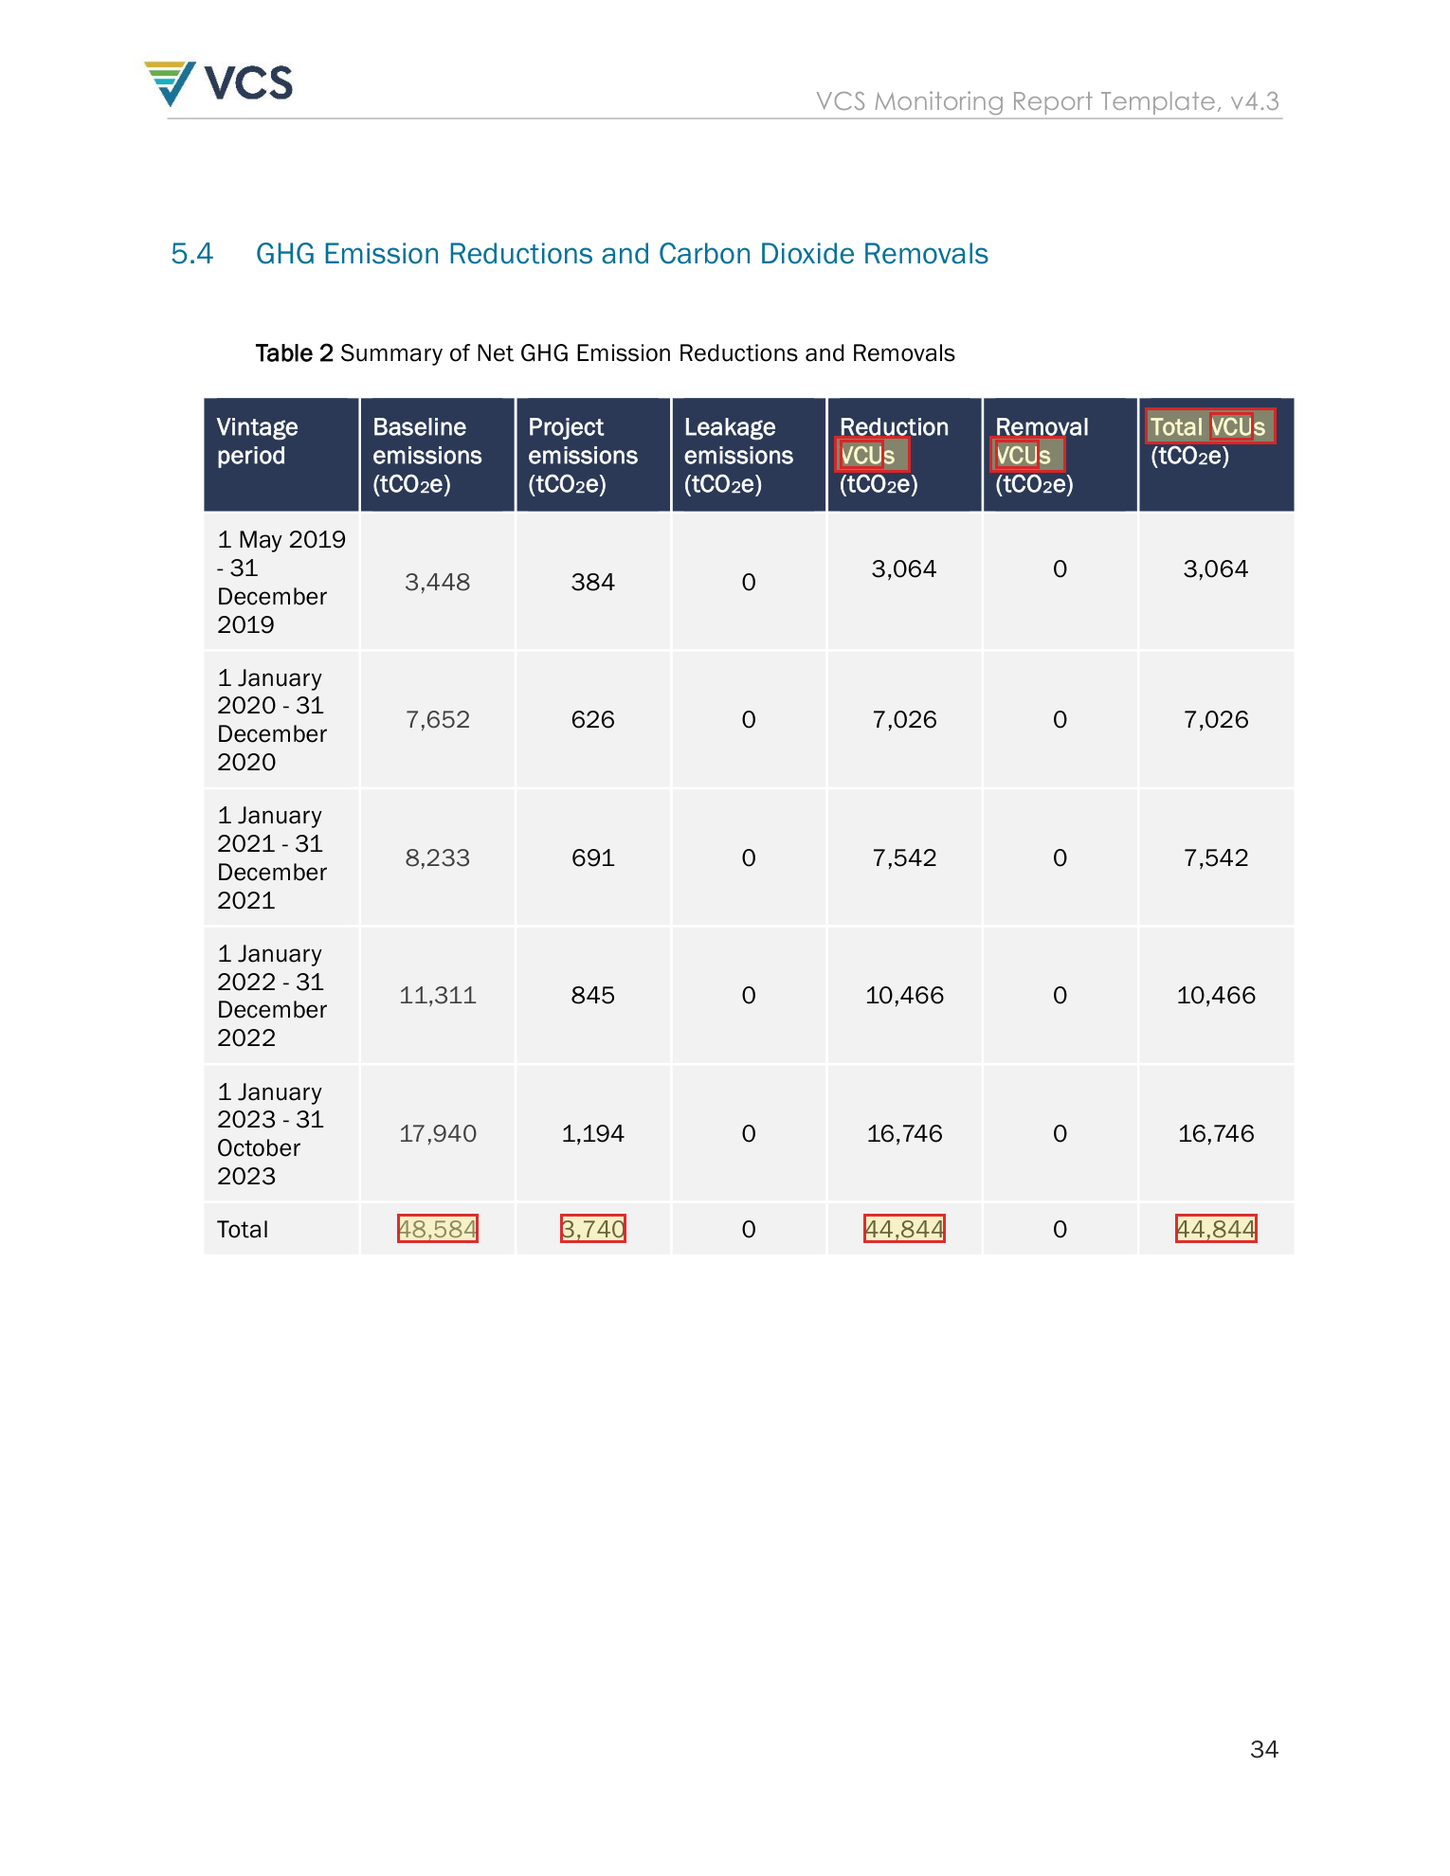 VCS
VCS Monitoring Report Template, v4.3
5.4 GHG Emission Reductions and Carbon Dioxide Removals
Table 2 Summary of Net GHG Emission Reductions and Removals
Vintage period Baseline emissions (tCO₂e) Project emissions (tCO₂e) Leakage emissions (tCO₂e) Reduction VCUs (tCO₂e) Removal VCUs (tCO₂e) Total VCUs (tCO₂e)
1 May 2019 - 31 December 2019 3,448 384 0 3,064 0 3,064
1 January 2020 - 31 December 2020 7,652 626 0 7,026 0 7,026
1 January 2021 - 31 December 2021 8,233 691 0 7,542 0 7,542
1 January 2022 - 31 December 2022 11,311 845 0 10,466 0 10,466
1 January 2023 - 31 October 2023 17,940 1,194 0 16,746 0 16,746
Total 48,584 3,740 0 44,844 0 44,844
34